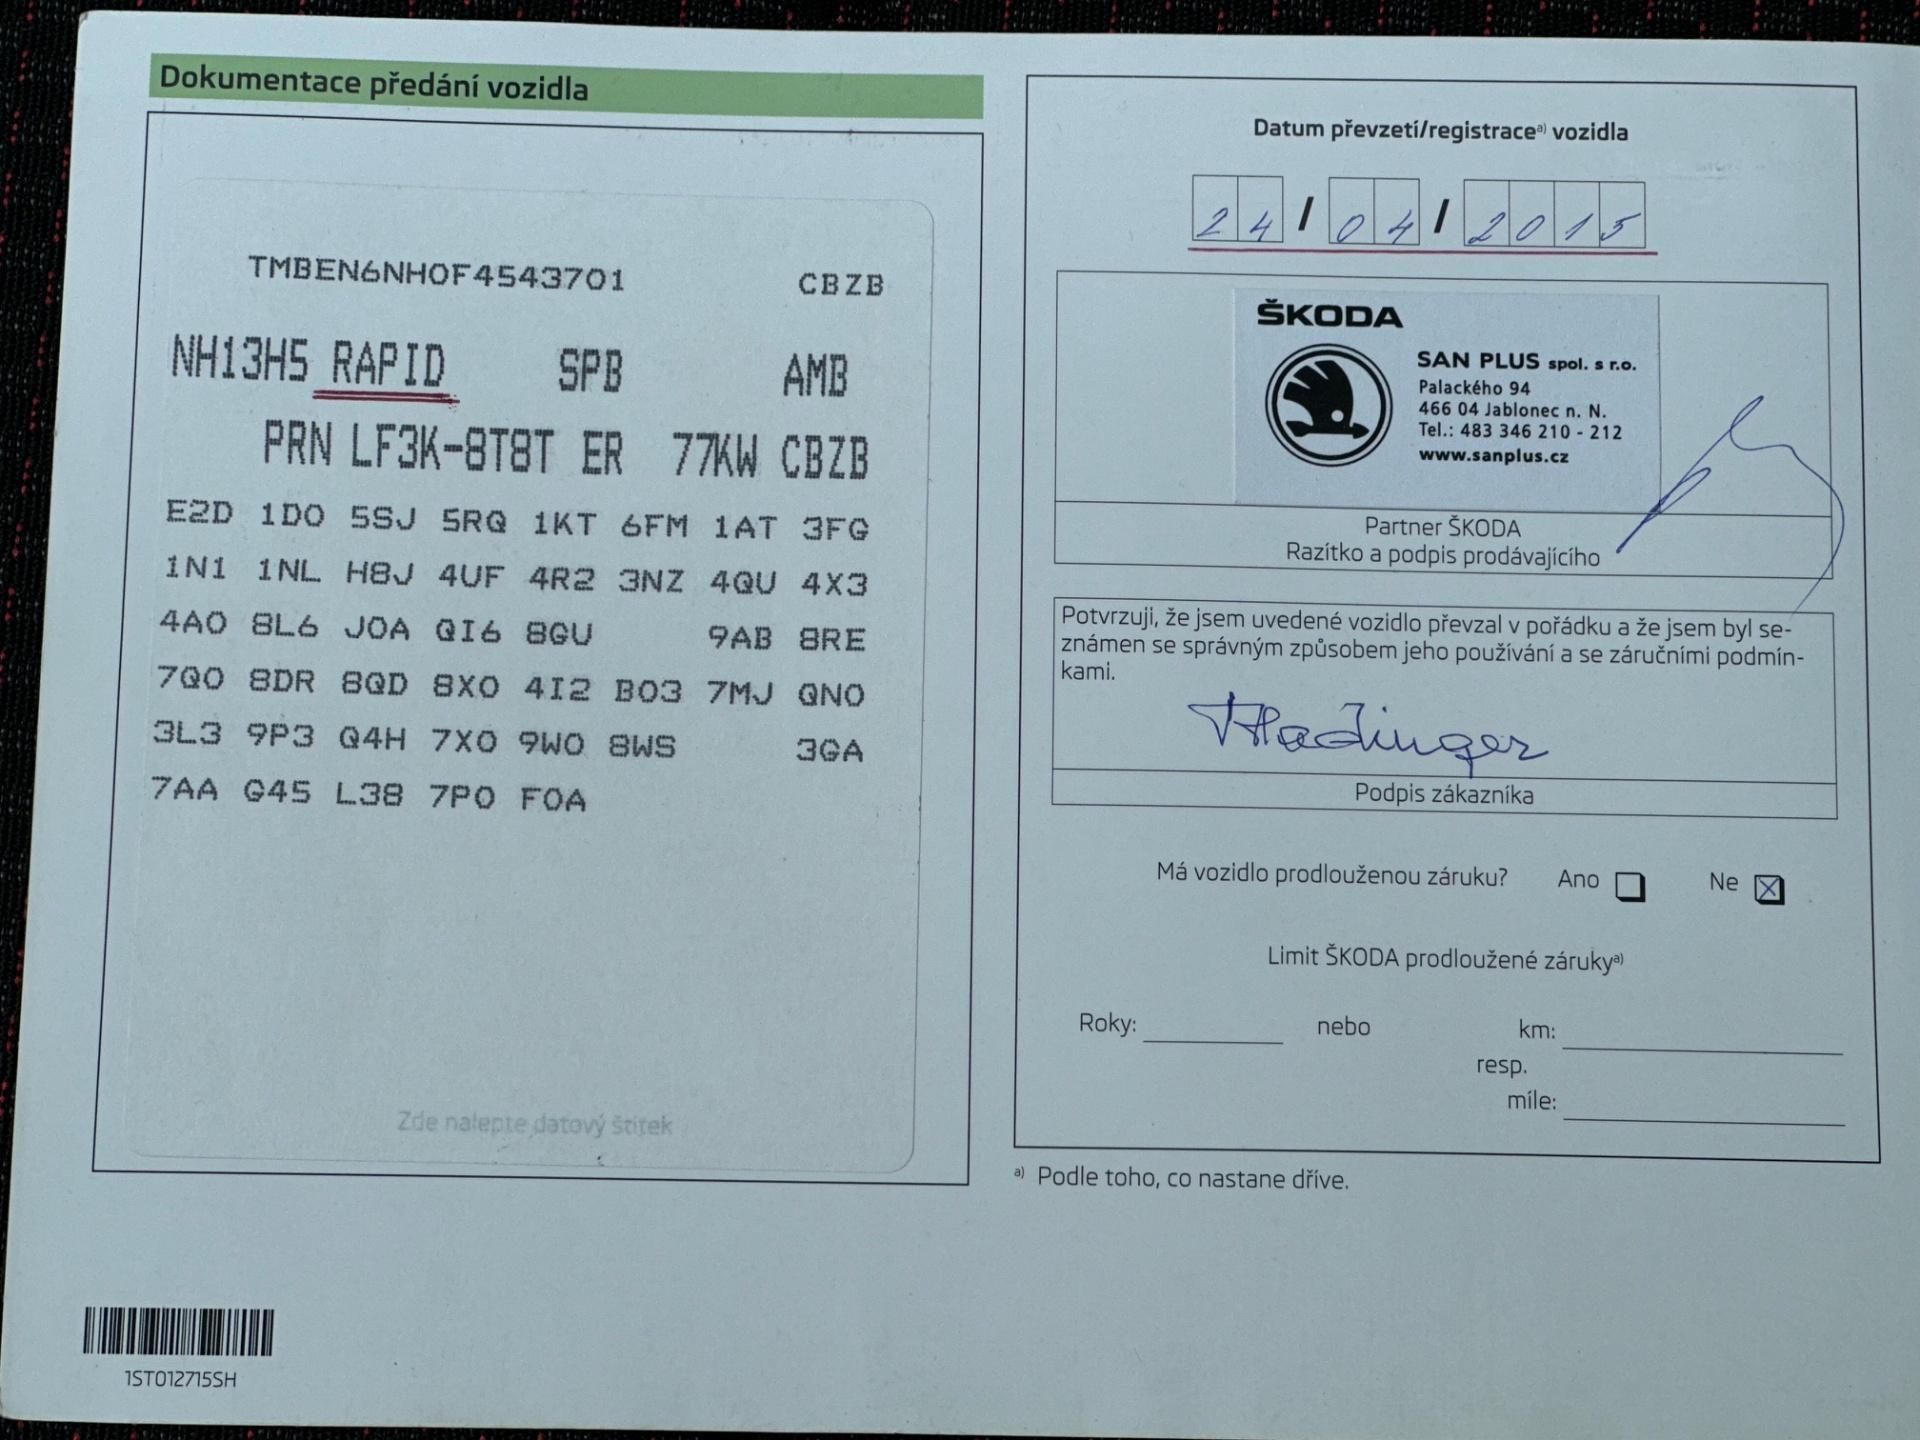 Dokumentace předání vozidla
TMBEN6NH0F4543701 CBZB
NH13H5 RAPID SPB AMB
PRN LF3K-8T8T ER 77KW CBZB
E2D 1D0 5SJ 5RQ 1KT 6FM 1AT 3FG
1N1 1NL H8J 4UF 4R2 3NZ 4QU 4X3
4A0 8L6 J0A QI6 8GU 9AB 8RE
7Q0 8DR 8QD 8X0 4I2 B03 7MJ QN0
3L3 9P3 Q4H 7X0 9W0 8WS 3GA
7AA G45 L38 7P0 F0A
Zde nalepte datový štítek
1ST012715SH
Datum převzetí/registrace a) vozidla
24 / 04 / 2015
ŠKODA
SAN PLUS spol. s r.o.
Palackého 94
466 04 Jablonec n. N.
Tel.: 483 346 210 - 212
www.sanplus.cz
Partner ŠKODA
Razítko a podpis prodávajícího
Potvrzuji, že jsem uvedené vozidlo převzal v pořádku a že jsem byl se-
známen se správným způsobem jeho používání a se záručními podmín-
kami.
Podpis zákazníka
Má vozidlo prodlouženou záruku? Ano Ne
Limit ŠKODA prodloužené záruky a)
Roky: nebo km:
resp.
míle:
a) Podle toho, co nastane dříve.